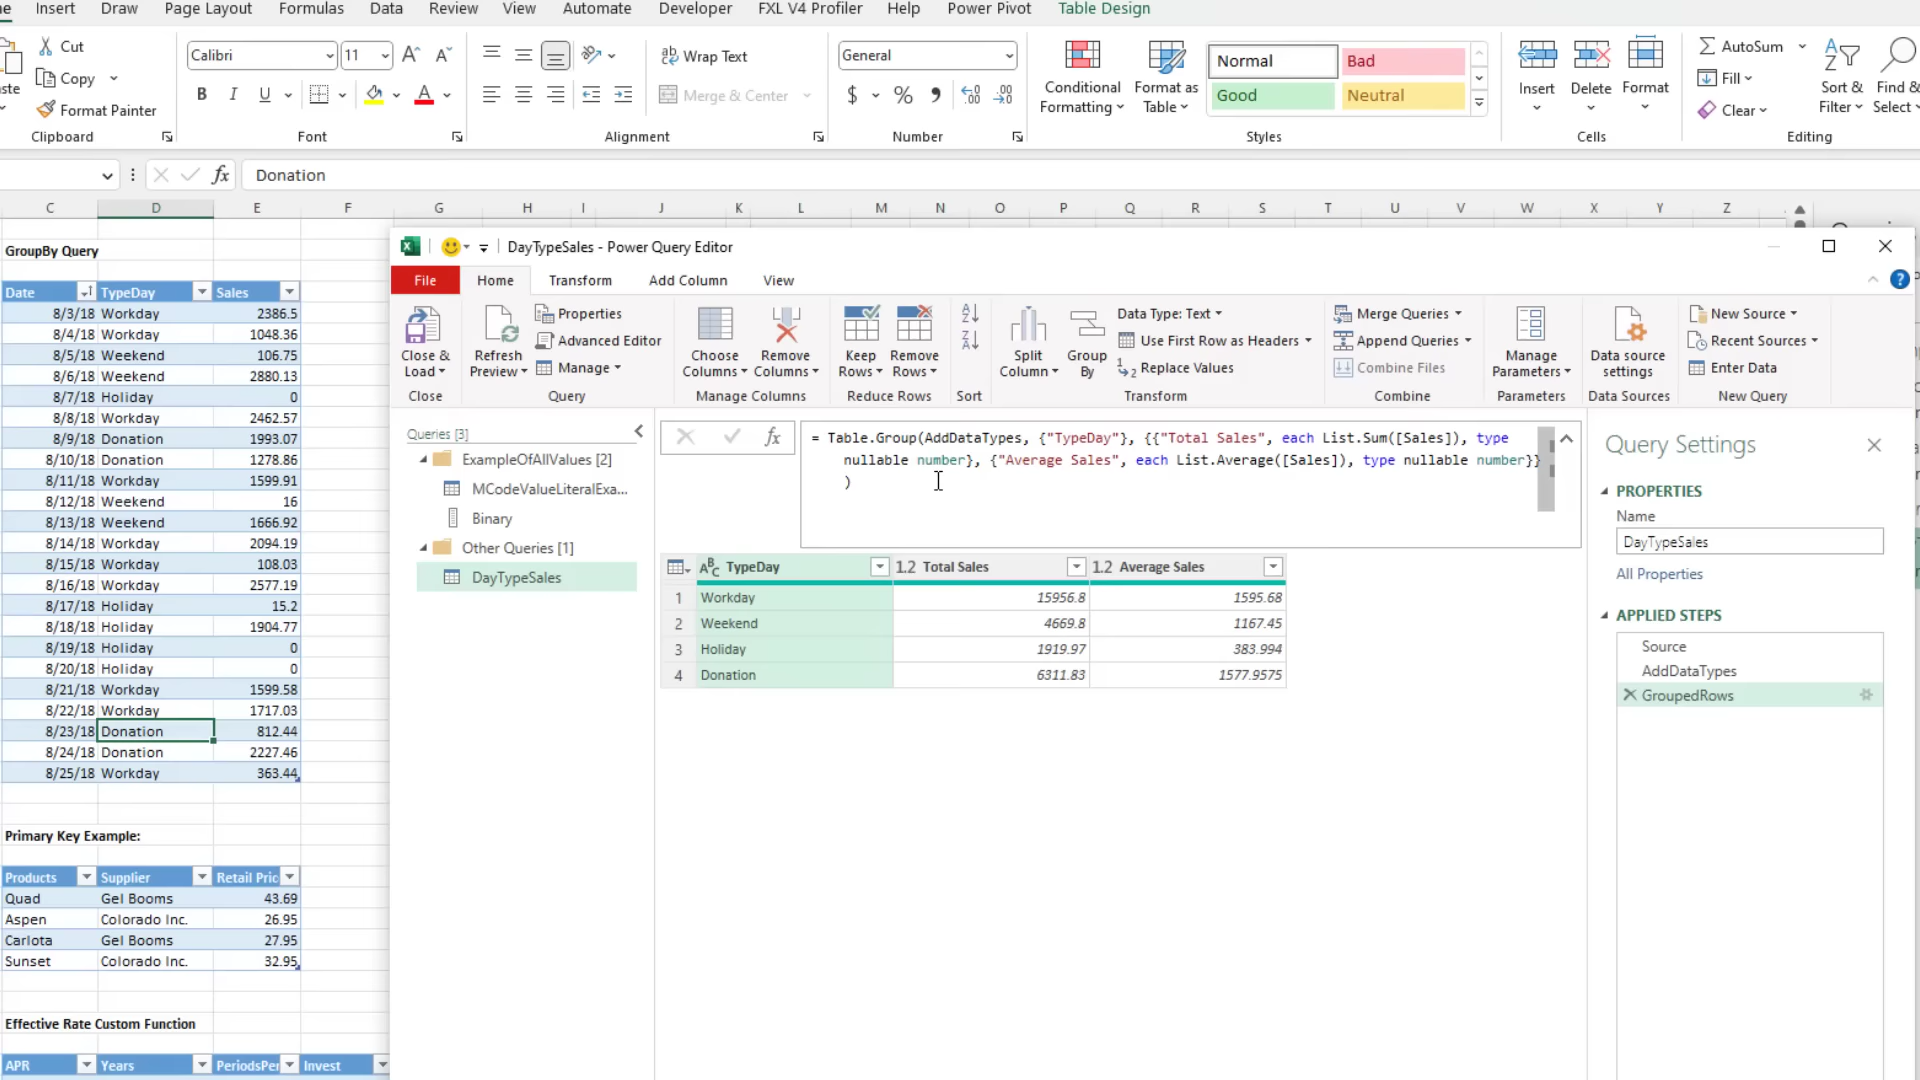 Insert Draw Page Layout Formulas Data Review View Automate Developer FXL V4 Profiler Help Power Pivot Table Design
Cut
Copy
Format Painter
Clipboard
Calibri 11
B I U
Font
Wrap Text
Merge & Center
Alignment
General
$ % 9
Number
Conditional Formatting
Format as Table
Normal Bad
Good Neutral
Styles
Insert Delete Format
Cells
AutoSum
Fill
Clear
Sort & Filter
Find & Select
Editing
fx Donation
C D E F G H I J K L M N O P Q R S T U V W X Y Z
GroupBy Query
Date TypeDay Sales
8/3/18 Workday 2386.5
8/4/18 Workday 1048.36
8/5/18 Weekend 106.75
8/6/18 Weekend 2880.13
8/7/18 Holiday 0
8/8/18 Workday 2462.57
8/9/18 Donation 1993.07
8/10/18 Donation 1278.86
8/11/18 Workday 1599.91
8/12/18 Weekend 16
8/13/18 Weekend 1666.92
8/14/18 Workday 2094.19
8/15/18 Workday 108.03
8/16/18 Workday 2577.19
8/17/18 Holiday 15.2
8/18/18 Holiday 1904.77
8/19/18 Holiday 0
8/20/18 Holiday 0
8/21/18 Workday 1599.58
8/22/18 Workday 1717.03
8/23/18 Donation 812.44
8/24/18 Donation 2227.46
8/25/18 Workday 363.44
Primary Key Example:
Products Supplier Retail Pric
Quad Gel Booms 43.69
Aspen Colorado Inc. 26.95
Carlota Gel Booms 27.95
Sunset Colorado Inc. 32.95
Effective Rate Custom Function
APR Years PeriodsPer Invest
DayTypeSales - Power Query Editor
File Home Transform Add Column View
Close & Load
Close
Refresh Preview
Properties
Advanced Editor
Manage
Query
Choose Columns
Remove Columns
Manage Columns
Keep Rows
Remove Rows
Reduce Rows
Sort
Split Column
Group By
Data Type: Text
Use First Row as Headers
Replace Values
Transform
Merge Queries
Append Queries
Combine Files
Combine
Manage Parameters
Parameters
Data source settings
Data Sources
New Source
Recent Sources
Enter Data
New Query
Queries [3]
ExampleOfAllValues [2]
MCodeValueLiteralExa...
Binary
Other Queries [1]
DayTypeSales
fx
= Table.Group(AddDataTypes, {"TypeDay"}, {{"Total Sales", each List.Sum([Sales]), type
nullable number}, {"Average Sales", each List.Average([Sales]), type nullable number}}
)
ABC TypeDay 1.2 Total Sales 1.2 Average Sales
1 Workday 15956.8 1595.68
2 Weekend 4669.8 1167.45
3 Holiday 1919.97 383.994
4 Donation 6311.83 1577.9575
Query Settings
PROPERTIES
Name
DayTypeSales
All Properties
APPLIED STEPS
Source
AddDataTypes
GroupedRows